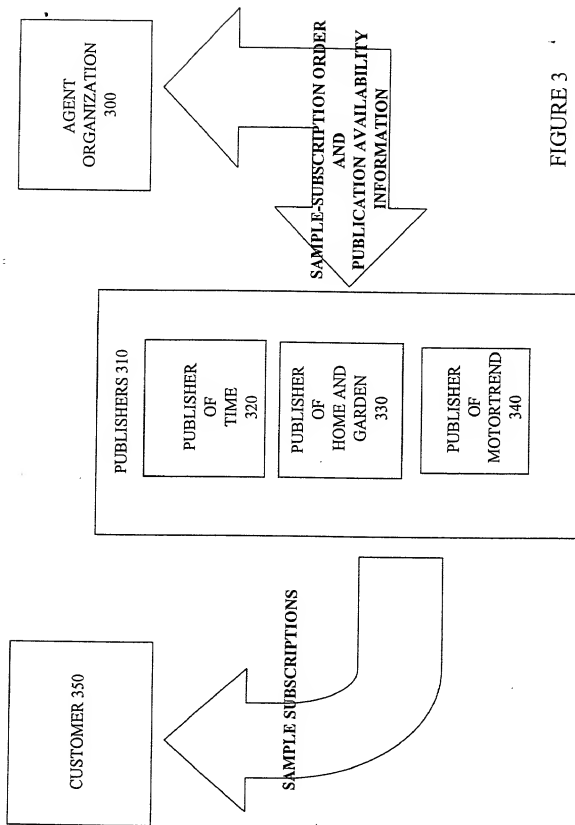 AGENT
ORGANIZATION
300
SAMPLE-SUBSCRIPTION ORDER
AND
PUBLICATION AVAILABILITY
INFORMATION
FIGURE 3
PUBLISHERS 310
PUBLISHER
OF
TIME
320
PUBLISHER
OF
HOME AND
GARDEN
330
PUBLISHER
OF
MOTORTREND
340
CUSTOMER 350
SAMPLE SUBSCRIPTIONS